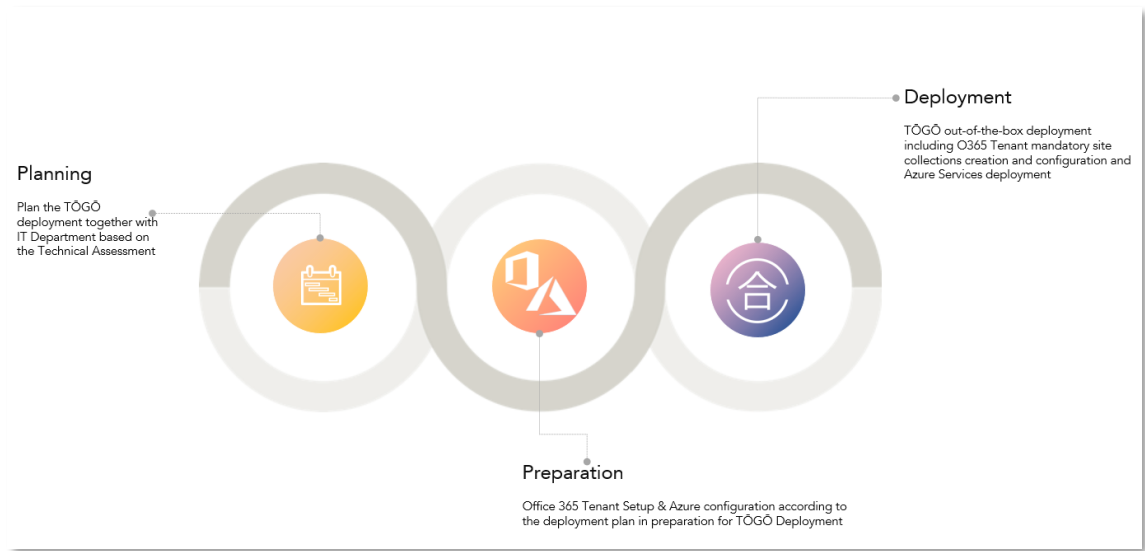 Planning
Plan the TŌGŌ
deployment together with
IT Department based on
the Technical Assessment
合
Deployment
TŌGŌ out-of-the-box deployment
including O365 Tenant mandatory site
collections creation and configuration and
Azure Services deployment
Preparation
Office 365 Tenant Setup & Azure configuration according to
the deployment plan in preparation for TŌGŌ Deployment